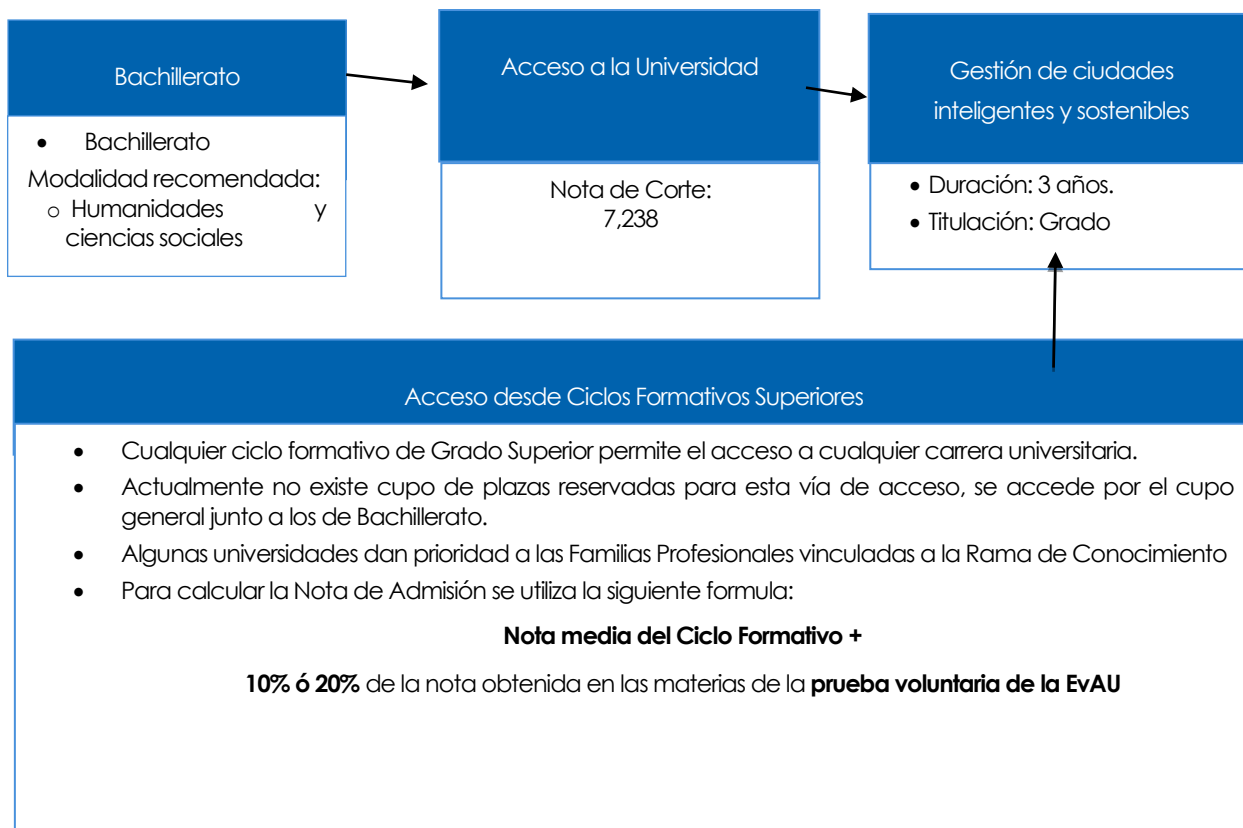 Bachillerato
• Bachillerato
Modalidad recomendada:
o Humanidades y
ciencias sociales
Acceso a la Universidad
Nota de Corte:
7,238
Gestión de ciudades
inteligentes y sostenibles
• Duración: 3 años.
• Titulación: Grado
Acceso desde Ciclos Formativos Superiores
• Cualquier ciclo formativo de Grado Superior permite el acceso a cualquier carrera universitaria.
• Actualmente no existe cupo de plazas reservadas para esta vía de acceso, se accede por el cupo
general junto a los de Bachillerato.
• Algunas universidades dan prioridad a las Familias Profesionales vinculadas a la Rama de Conocimiento
• Para calcular la Nota de Admisión se utiliza la siguiente formula:
Nota media del Ciclo Formativo +
10% ó 20% de la nota obtenida en las materias de la prueba voluntaria de la EvAU